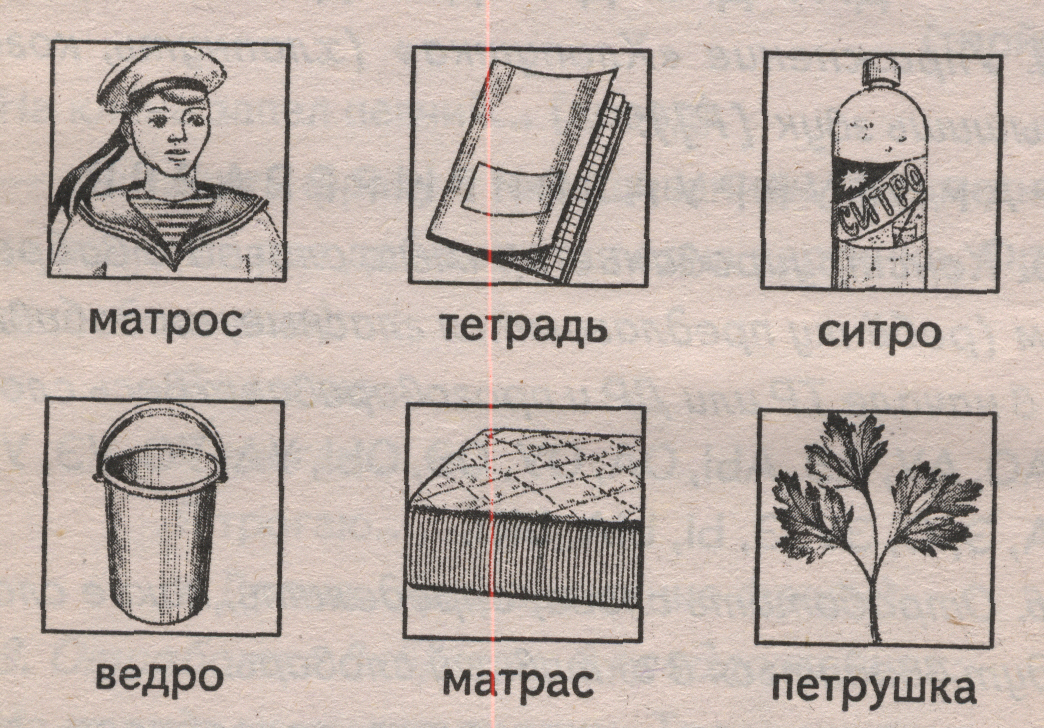 матрос тетрадь ситро
СИТРО
ведро матрас петрушка